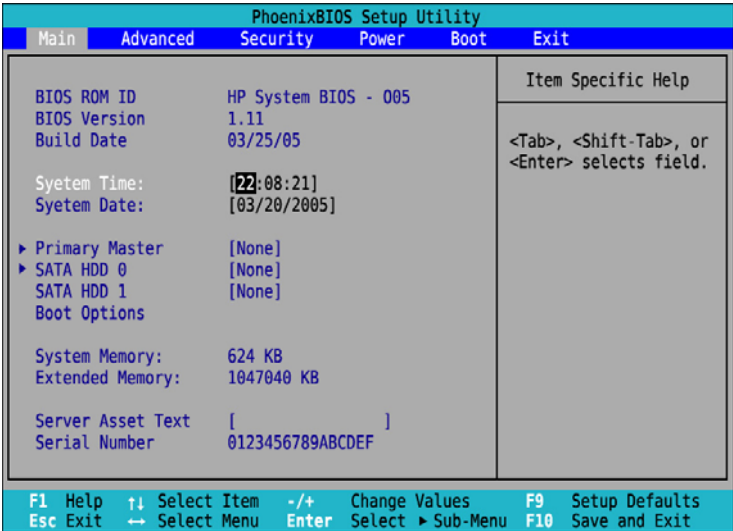 PhoenixBIOS Setup Utility
Main Advanced Security Power Boot Exit
Item Specific Help
BIOS ROM ID HP System BIOS - O05
BIOS Version 1.11
Build Date 03/25/05
<Tab>, <Shift-Tab>, or
<Enter> selects field.
Syetem Time: [22:08:21]
Syetem Date: [03/20/2005]
▶ Primary Master [None]
▶ SATA HDD 0 [None]
SATA HDD 1 [None]
Boot Options
System Memory: 624 KB
Extended Memory: 1047040 KB
Server Asset Text [ ]
Serial Number 0123456789ABCDEF
F1 Help ↑↓ Select Item -/+ Change Values F9 Setup Defaults
Esc Exit ↔ Select Menu Enter Select ▶ Sub-Menu F10 Save and Exit